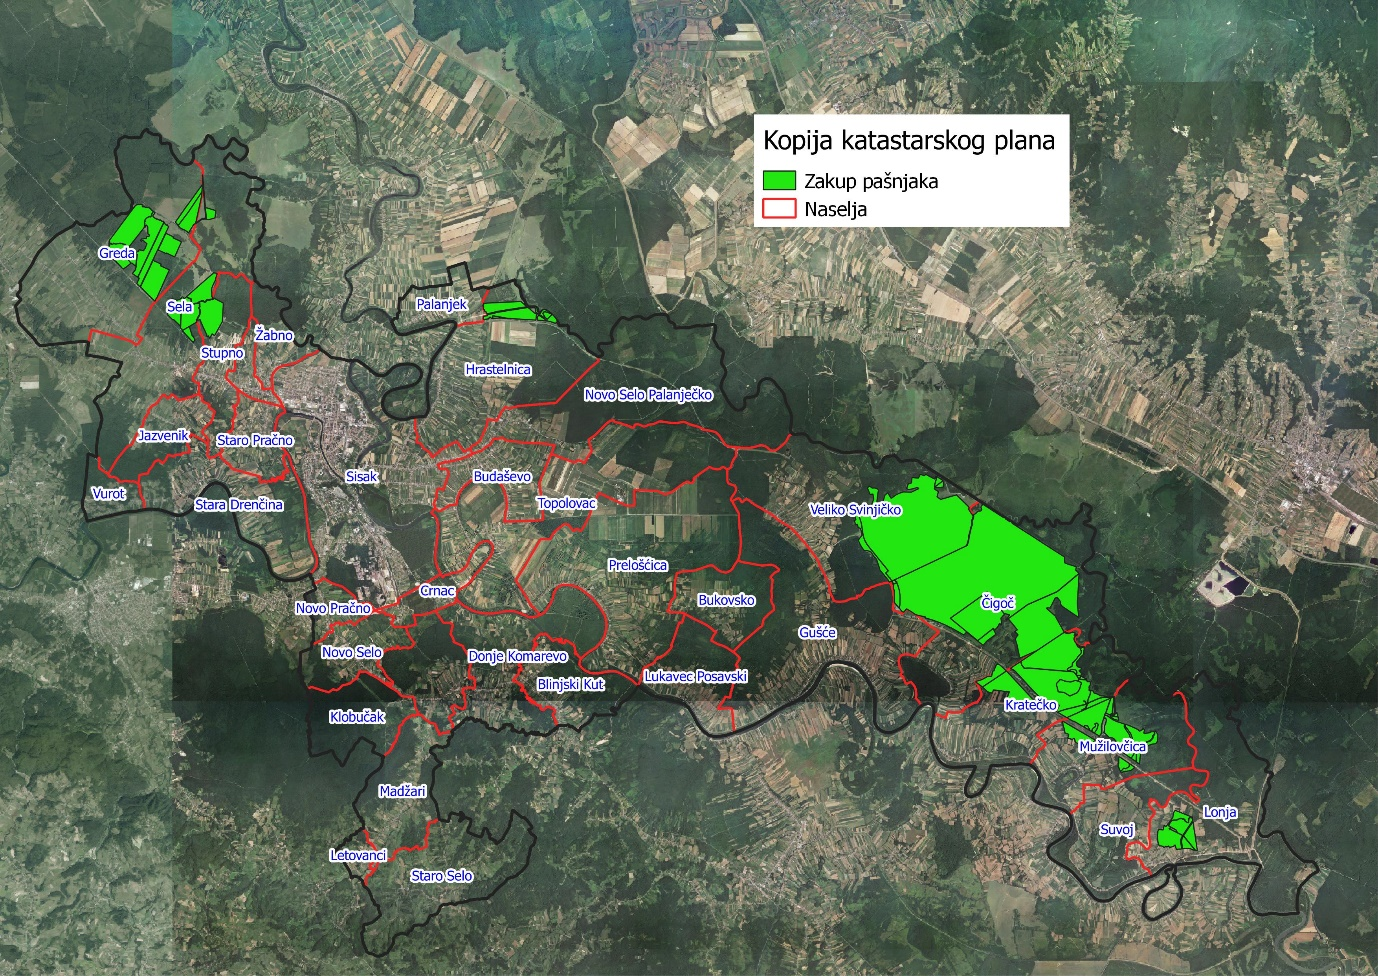 Kopija katastarskog plana
Zakup pašnjaka
Naselja
Greda
Sela
Palanjek
Žabno
Stupno
Hrastelnica
Novo Selo Palanječko
Jazvenik
Staro Pračno
Sisak
Budaševo
Vurot
Stara Drenčina
Topolovac
Veliko Svinjičko
Prelošćica
Crnac
Bukovsko
Čigoč
Novo Pračno
Gušće
Novo Selo
Donje Komarevo
Lukavec Posavski
Blinjski Kut
Kratečko
Klobučak
Mužilovčica
Madžari
Lonja
Suvoj
Letovanci
Staro Selo